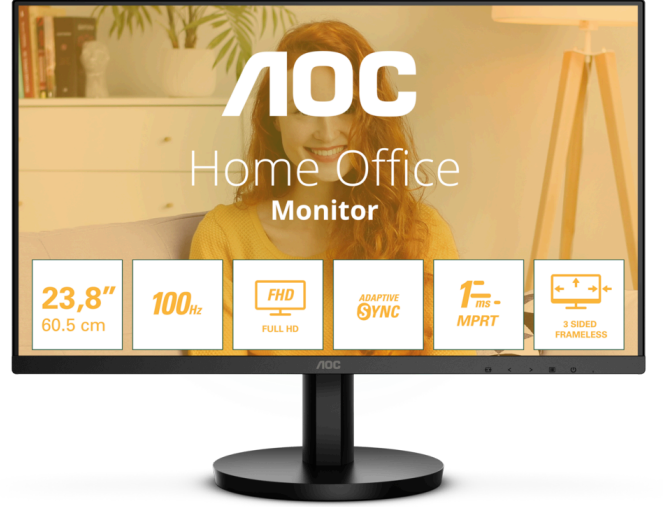 AOC
Home Office
Monitor
23,8"
60.5 cm
100Hz
FHD
FULL HD
ADAPTIVE
SYNC
1ms-
MPRT
3 SIDED
FRAMELESS
AOC